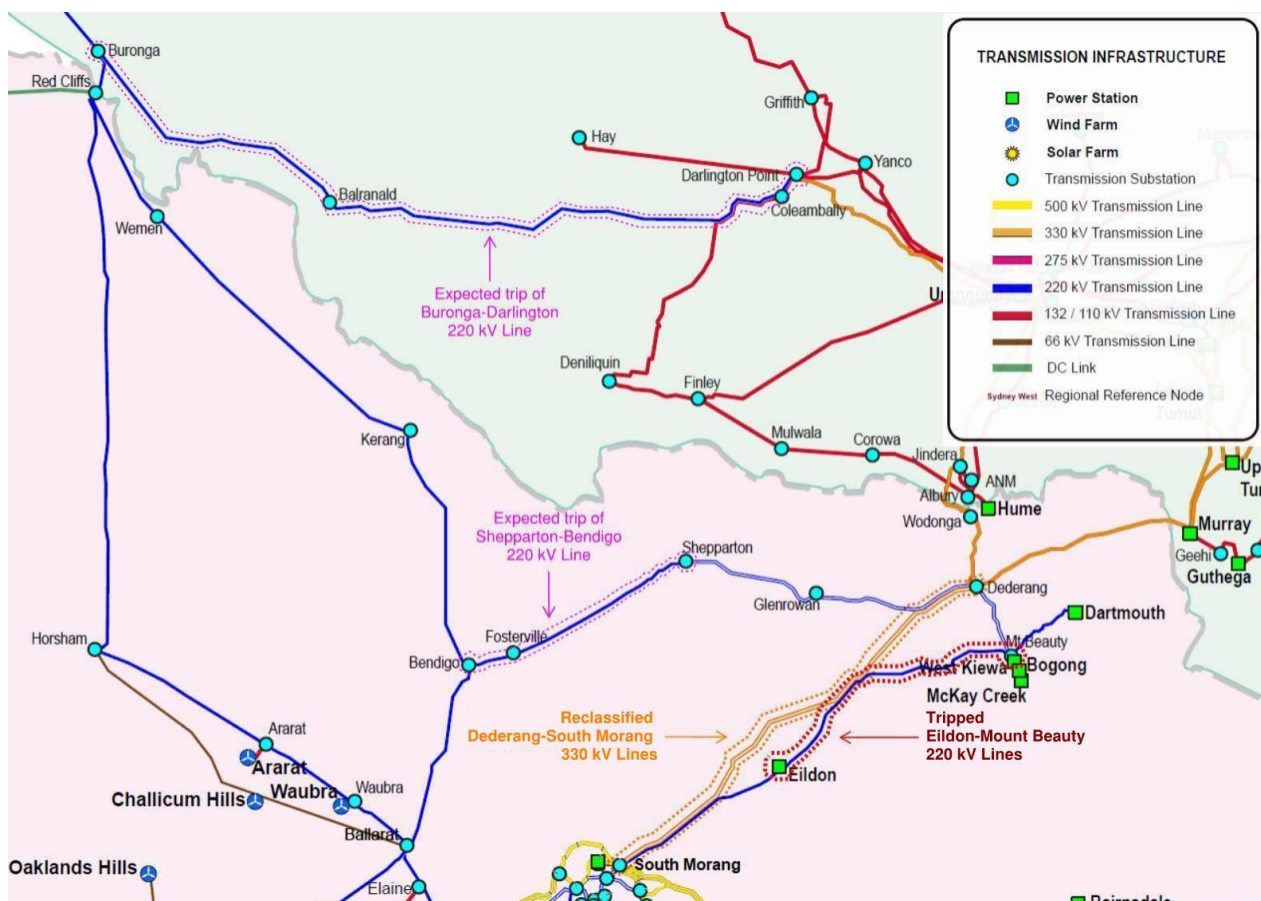 Buronga
Red Cliffs
Griffith
Hay
Yanco
Darlington Point
Balranald
Coleambally
Wemen
Expected trip of
Buronga-Darlington
220 kV Line
Deniliquin
Finley
Kerang
Mulwala
Corowa
Jindera
ANM
Albury
Hume
Wodonga
Murray
Geehi
Guthega
Expected trip of
Shepparton-Bendigo
220 kV Line
Shepparton
Glenrowan
Dederang
Dartmouth
Horsham
Fosterville
Bendigo
Mt Beauty
West Kiewa
Bogong
McKay Creek
Reclassified
Dederang-South Morang
330 kV Lines
Tripped
Eildon-Mount Beauty
220 kV Lines
Ararat
Ararat
Eildon
Waubra
Waubra
Challicum Hills
Ballarat
Oaklands Hills
South Morang
Elaine
TRANSMISSION INFRASTRUCTURE
Power Station
Wind Farm
Solar Farm
Transmission Substation
500 kV Transmission Line
330 kV Transmission Line
275 kV Transmission Line
220 kV Transmission Line
132 / 110 kV Transmission Line
66 kV Transmission Line
DC Link
Sydney West Regional Reference Node